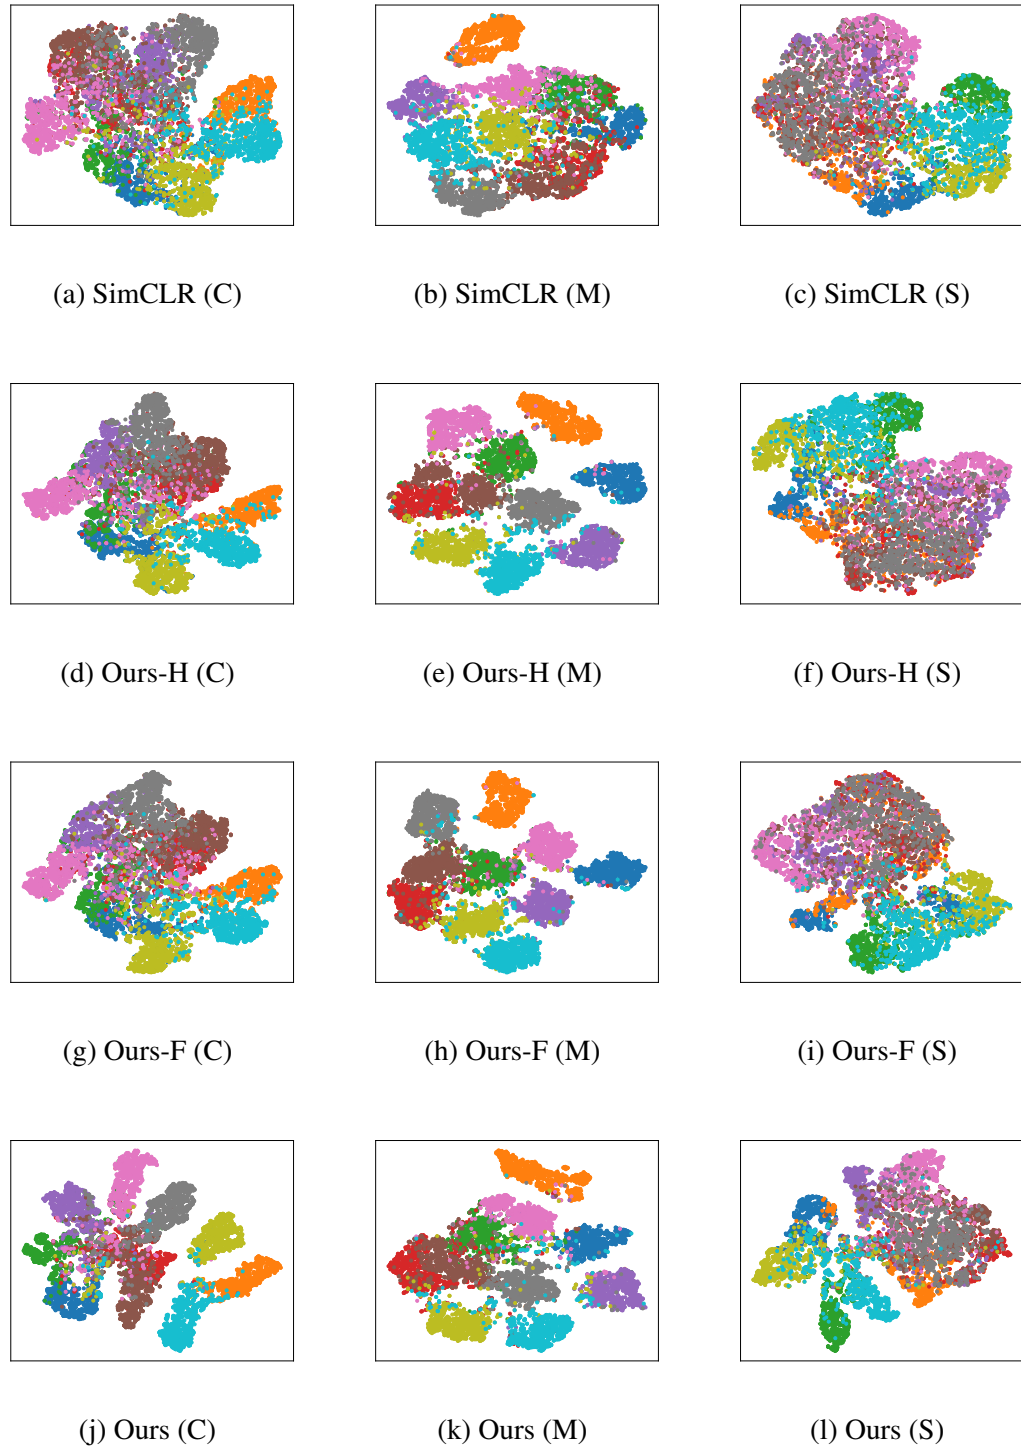 (a) SimCLR (C)
(b) SimCLR (M)
(c) SimCLR (S)
(d) Ours-H (C)
(e) Ours-H (M)
(f) Ours-H (S)
(g) Ours-F (C)
(h) Ours-F (M)
(i) Ours-F (S)
(j) Ours (C)
(k) Ours (M)
(l) Ours (S)